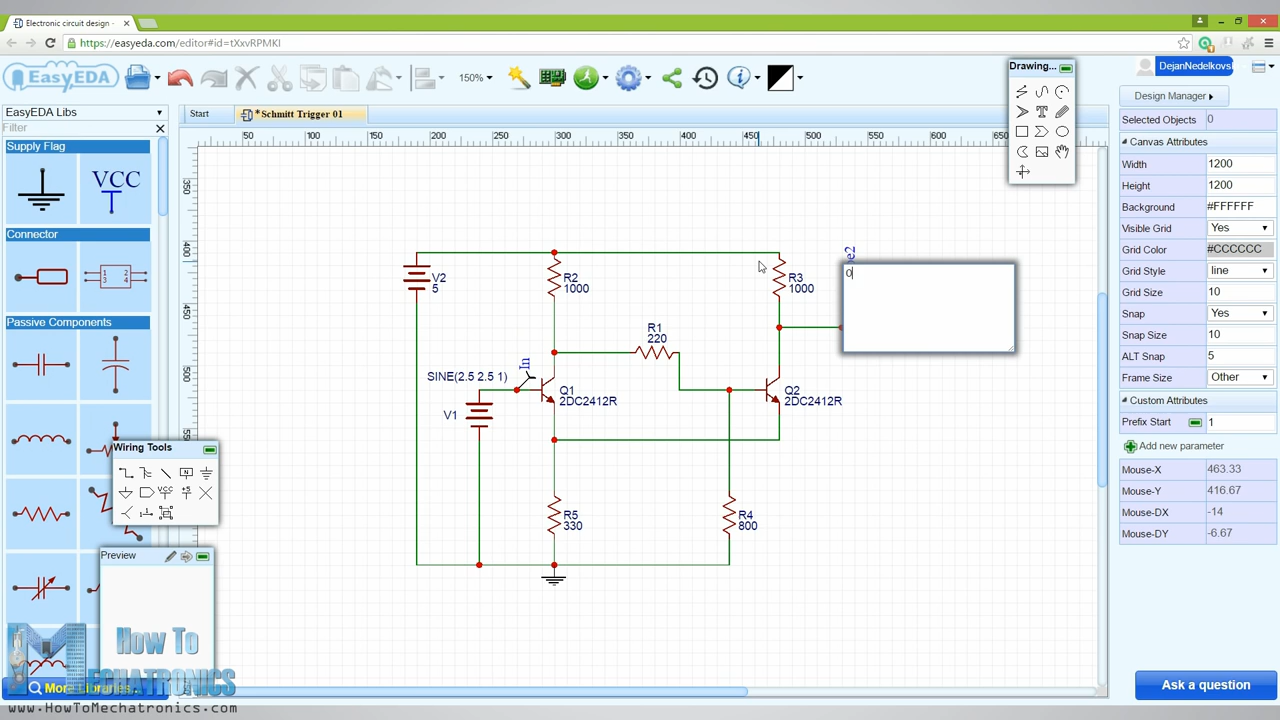 Electronic circuit design -
https://easyeda.com/editor#id=tXxvRPMKI
EasyEDA
150%
Drawing...
DejanNedelkovs
EasyEDA Libs
Filter
Start
*Schmitt Trigger 01
Design Manager
Selected Objects 0
Canvas Attributes
Width 1200
Height 1200
Background #FFFFFF
Visible Grid Yes
Grid Color #CCCCCC
Grid Style line
Grid Size 10
Snap Yes
Snap Size 10
ALT Snap 5
Frame Size Other
Custom Attributes
Prefix Start 1
Add new parameter
Mouse-X 463.33
Mouse-Y 416.67
Mouse-DX -14
Mouse-DY -6.67
Ask a question
Supply Flag
VCC
Connector
Passive Components
Wiring Tools
VCC
+5
Preview
50 100 150 200 250 300 350 400 450 500 550 600
350
400
450
500
V2
5
R2
1000
R3
1000
0
R1
220
In
SINE(2.5 2.5 1)
V1
Q1
2DC2412R
Q2
2DC2412R
R5
330
R4
800
How To
MECHATRONICS
www.HowToMechatronics.com